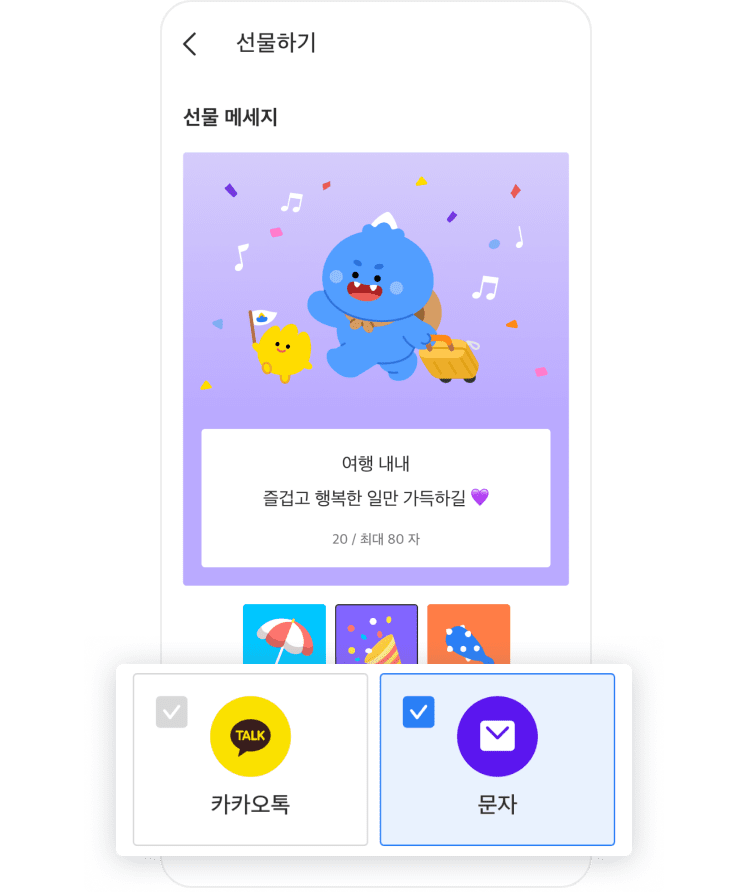 선물하기
선물 메세지
여행 내내
즐겁고 행복한 일만 가득하길 💜
20 / 최대 80 자
TALK
카카오톡
문자